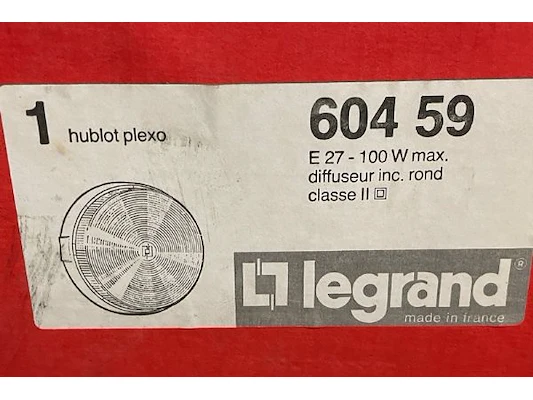 1 hublot plexo
604 59
E 27 - 100 W max.
diffuseur inc. rond
classe II
legrand®
made in france